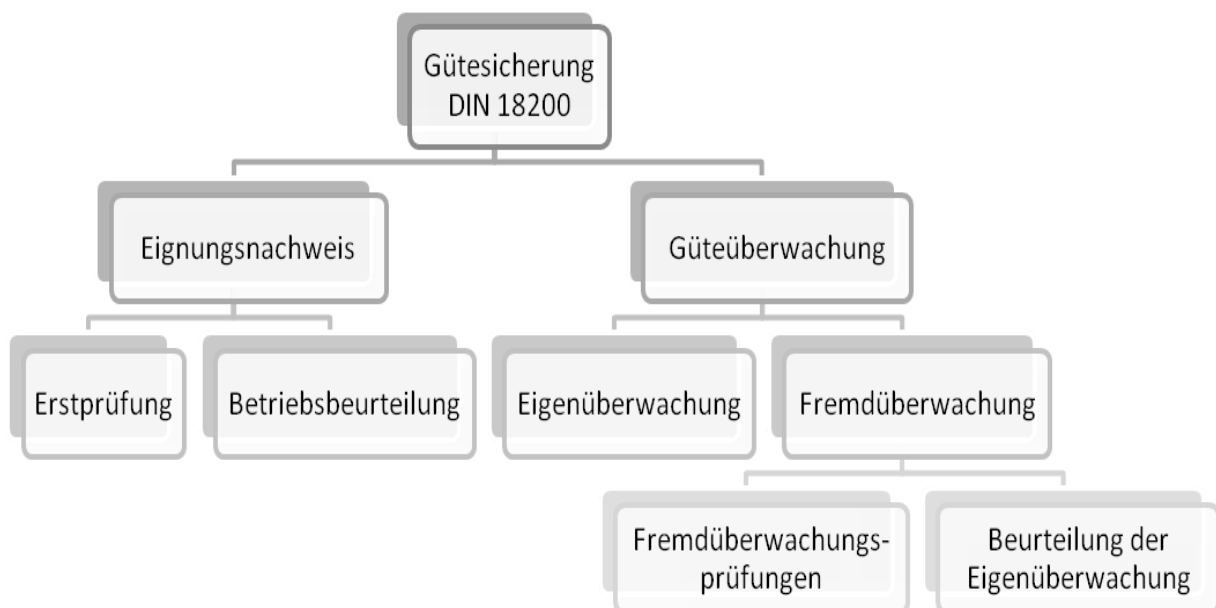 Gütesicherung
DIN 18200
Eignungsnachweis
Güteüberwachung
Erstprüfung
Betriebsbeurteilung
Eigenüberwachung
Fremdüberwachung
Fremdüberwachungs-
prüfungen
Beurteilung der
Eigenüberwachung